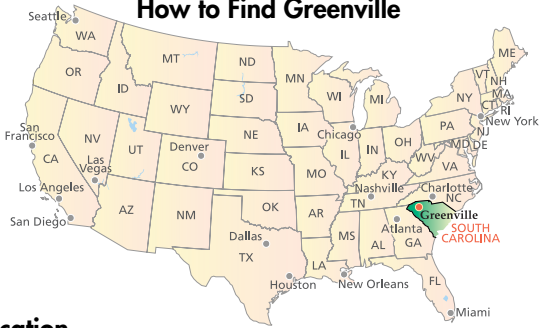 How to Find Greenville
Seattle
WA
OR
ID
MT
WY
ND
SD
NE
KS
OK
MN
IA
MO
AR
LA
WI
Chicago
IL
MI
IN
OH
KY
Nashville
TN
MS
AL
GA
Atlanta
FL
Miami
New Orleans
Houston
Dallas
TX
NM
AZ
UT
NV
Las
Vegas
Denver
CO
San
Francisco
CA
Los Angeles
San Diego
ME
VT
NH
MA
CT
RI
NY
New York
PA
NJ
MD
DE
WV
VA
Charlotte
NC
Greenville
SOUTH
CAROLINA